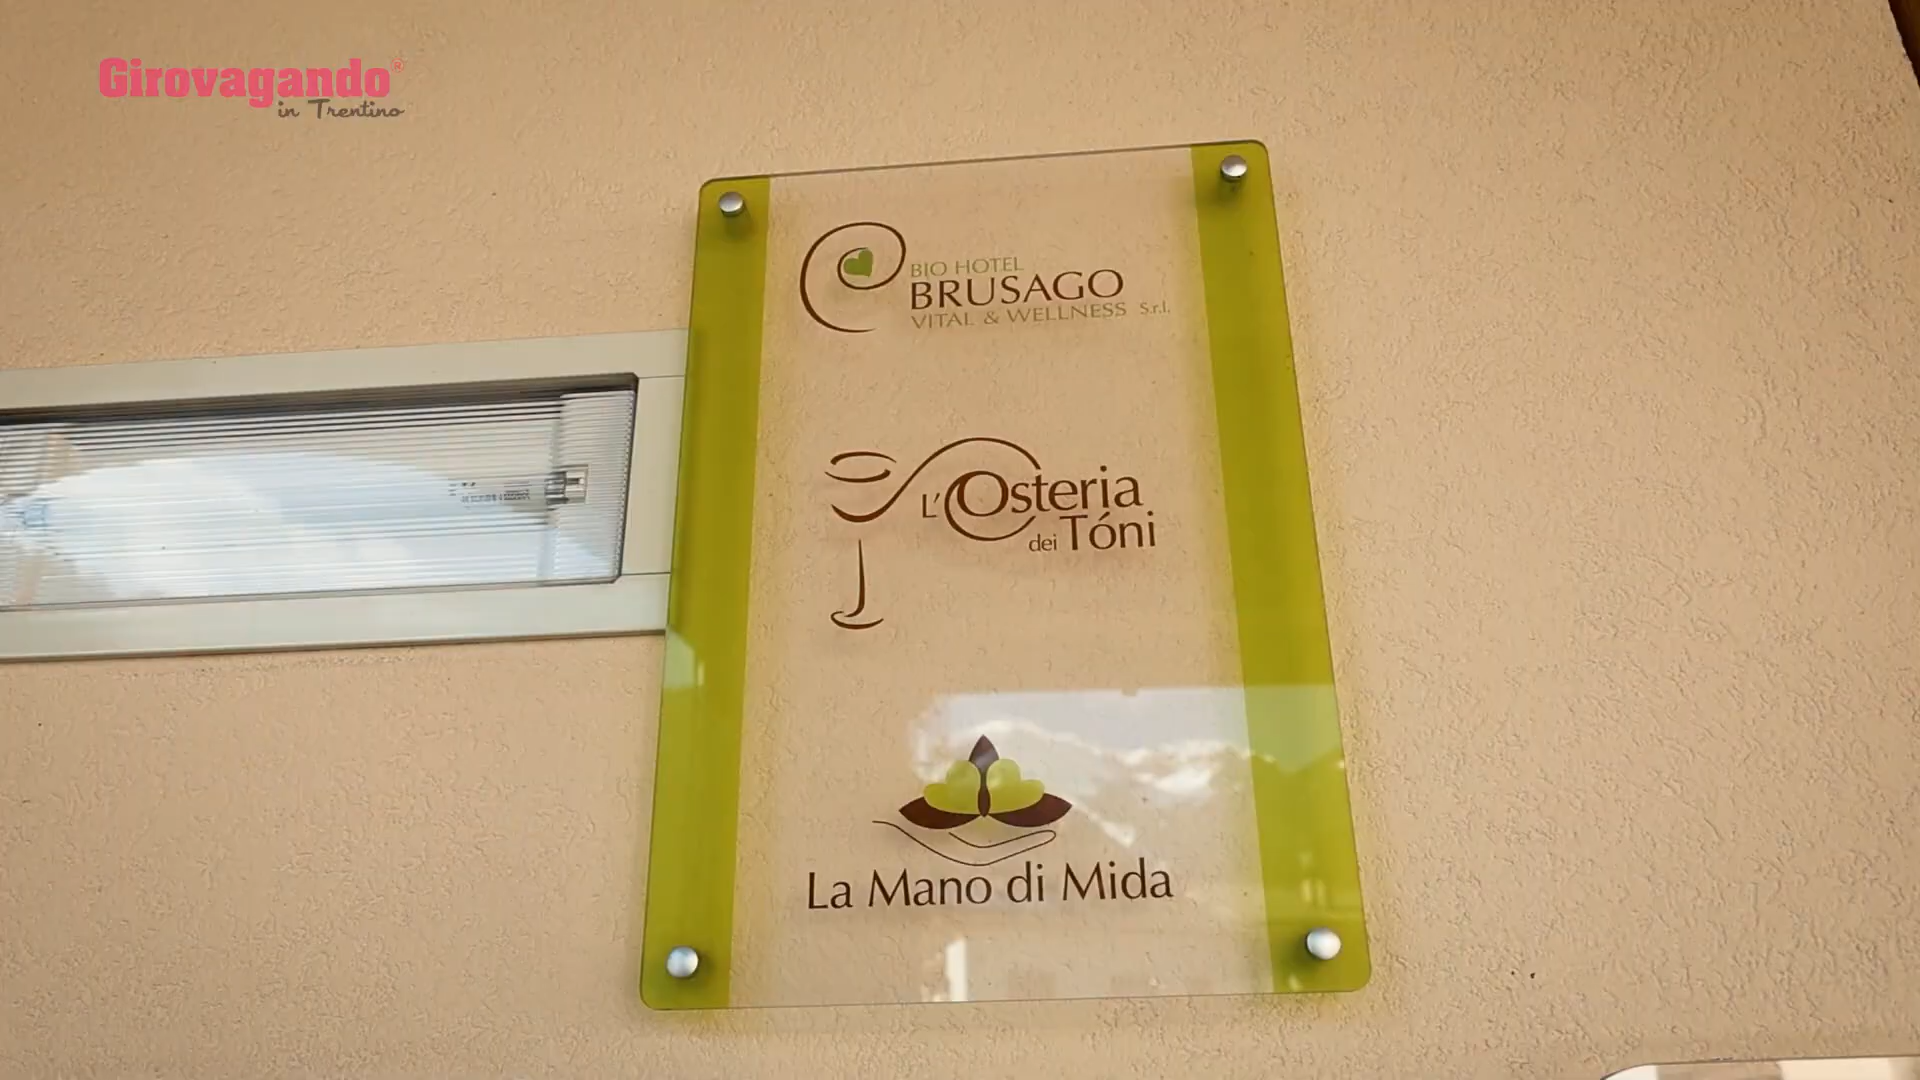 Girovagando®
in Trentino
BIO HOTEL
BRUSAGO
VITAL & WELLNESS S.r.l.
L'Osteria
dei Tóni
La Mano di Mida